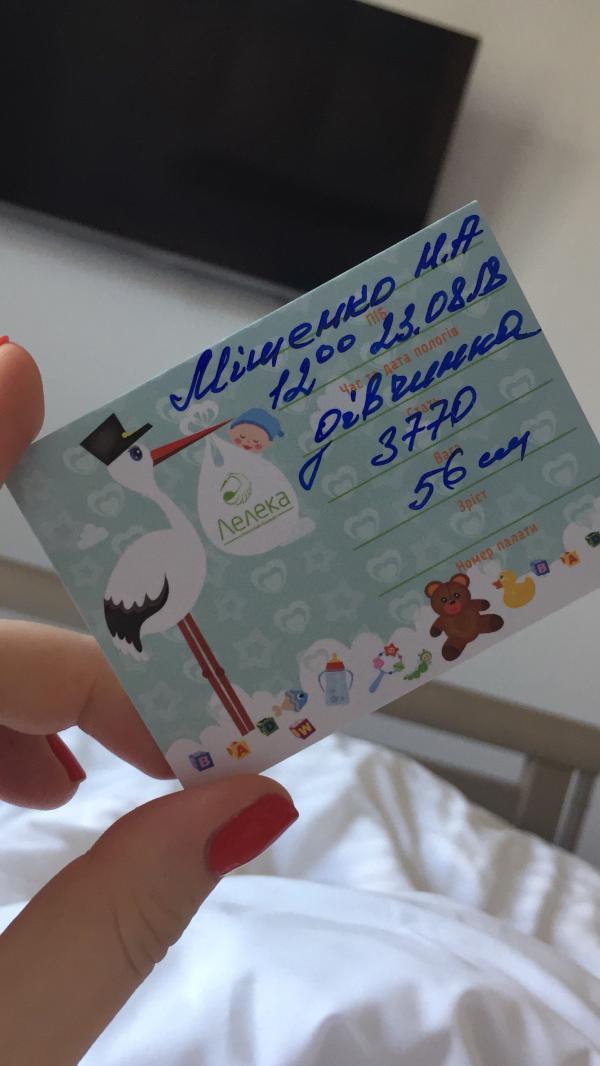 Міщенко Н.А
ПІБ
12⁰⁰ 23.08.18
Час та дата пологів
дівчинка
Стать
3770
Вага
56 см
Зріст
Номер палати
Лелека